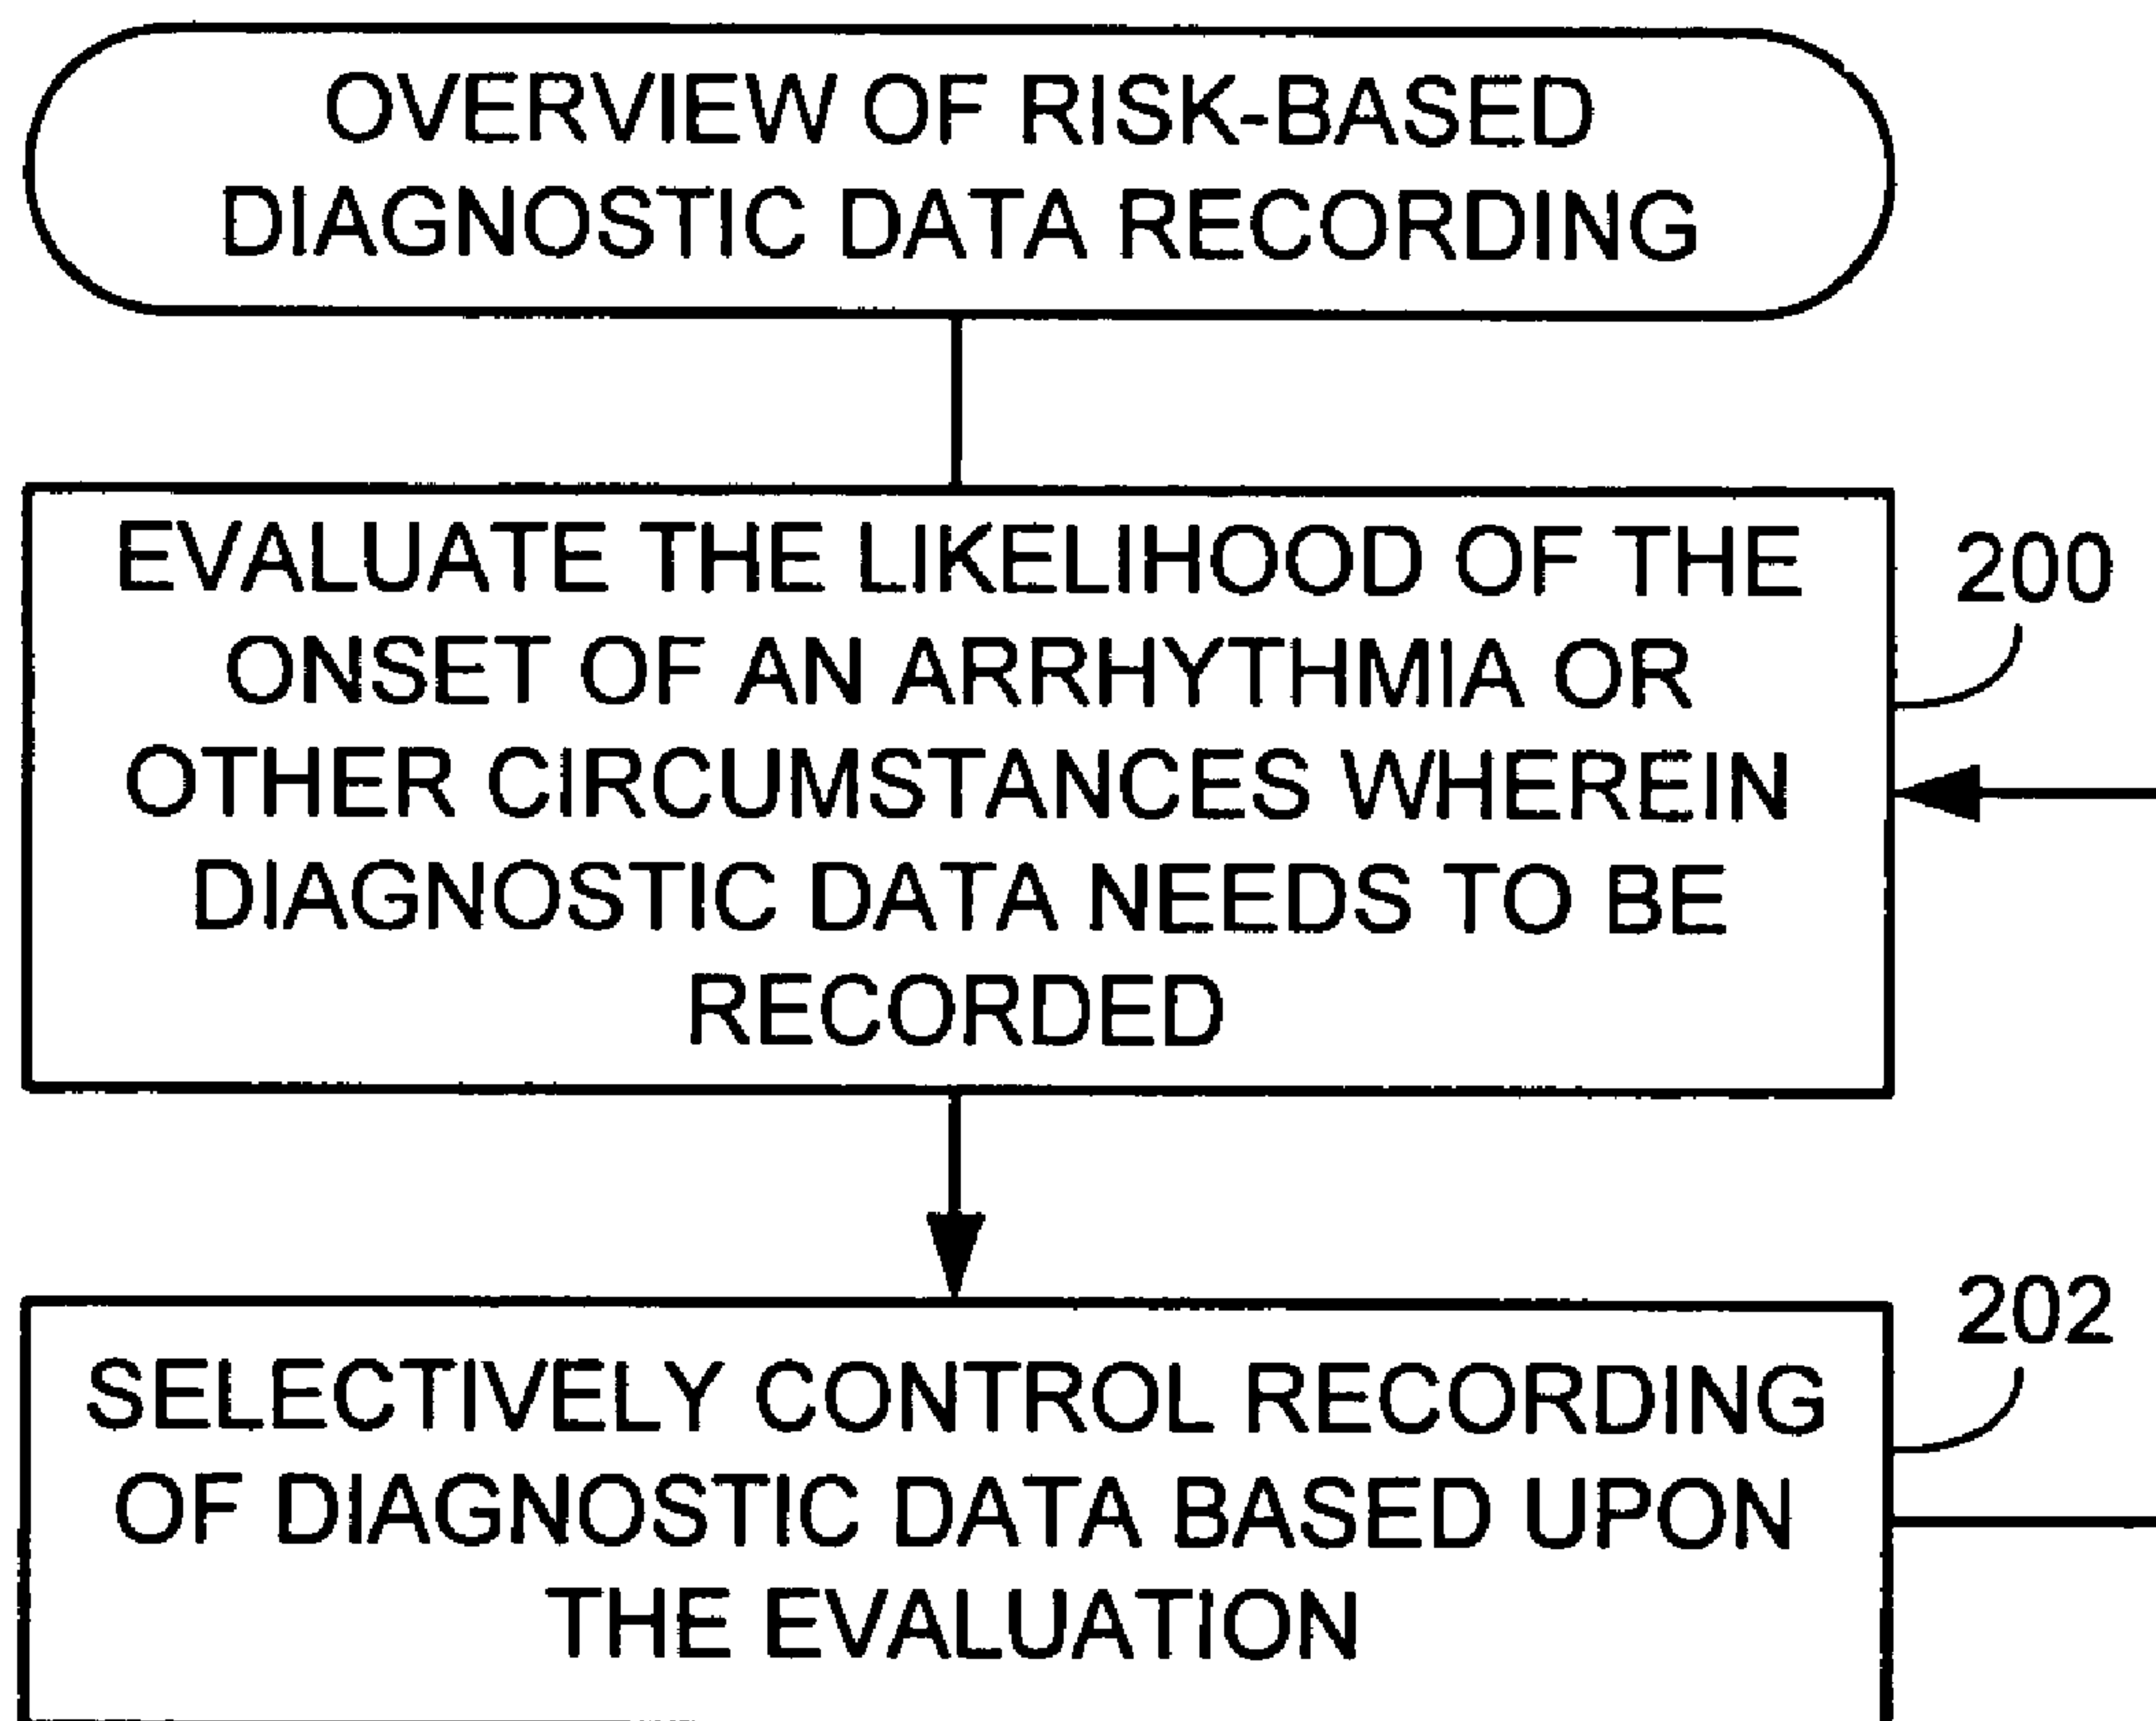 OVERVIEW OF RISK-BASED
DIAGNOSTIC DATA RECORDING
EVALUATE THE LIKELIHOOD OF THE
ONSET OF AN ARRHYTHMIA OR
OTHER CIRCUMSTANCES WHEREIN
DIAGNOSTIC DATA NEEDS TO BE
RECORDED
200
SELECTIVELY CONTROL RECORDING
OF DIAGNOSTIC DATA BASED UPON
THE EVALUATION
202